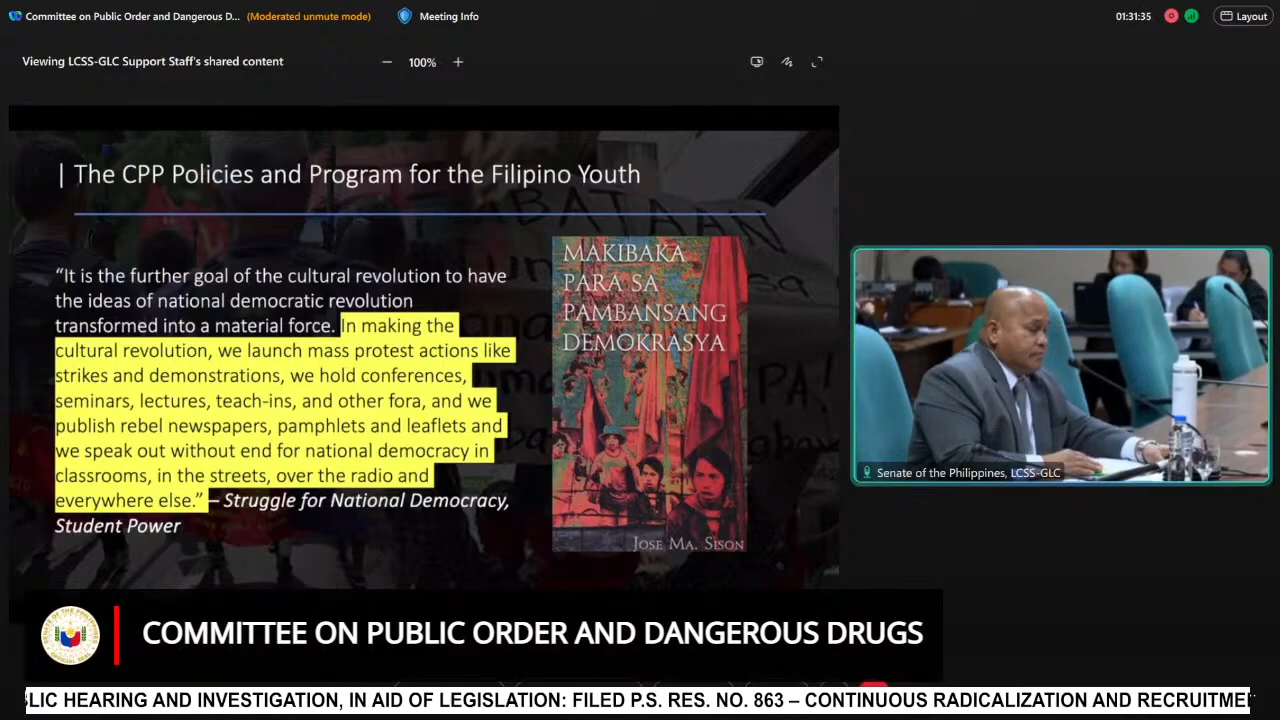 Committee on Public Order and Dangerous D... (Moderated unmute mode) Meeting Info
01:31:35 Layout
Viewing LCSS-GLC Support Staff's shared content
100%
| The CPP Policies and Program for the Filipino Youth
“It is the further goal of the cultural revolution to have
the ideas of national democratic revolution
transformed into a material force. In making the
cultural revolution, we launch mass protest actions like
strikes and demonstrations, we hold conferences,
seminars, lectures, teach-ins, and other fora, and we
publish rebel newspapers, pamphlets and leaflets and
we speak out without end for national democracy in
classrooms, in the streets, over the radio and
everywhere else.” – Struggle for National Democracy,
Student Power
MAKIBAKA
PARA SA
PAMBANSANG
DEMOKRASYA
JOSE MA. SISON
BATAAN
Senate of the Philippines, LCSS-GLC
COMMITTEE ON PUBLIC ORDER AND DANGEROUS DRUGS
LIC HEARING AND INVESTIGATION, IN AID OF LEGISLATION: FILED P.S. RES. NO. 863 – CONTINUOUS RADICALIZATION AND RECRUITME